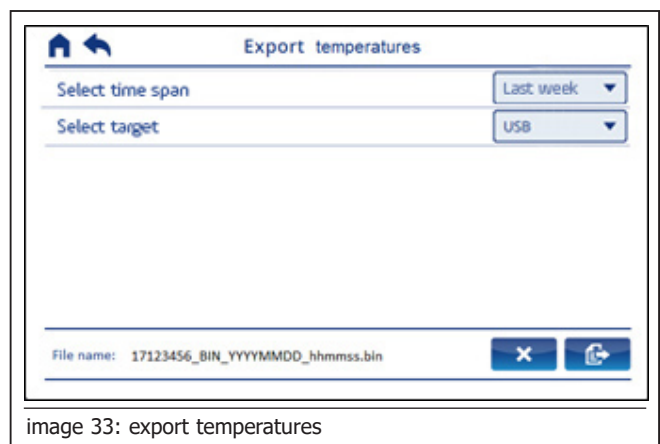 Export temperatures
Select time span Last week
Select target USB
File name: 17123456_BIN_YYYYMMDD_hhmmss.bin
image 33: export temperatures